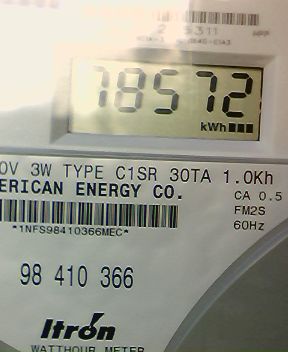 78572
kWh
0V 3W TYPE C1SR 30TA 1.0Kh
ERICAN ENERGY CO.
CA 0.5
FM2S
*1NFS98410366MEC*
60Hz
98 410 366
Itron
WATTHOUR METER